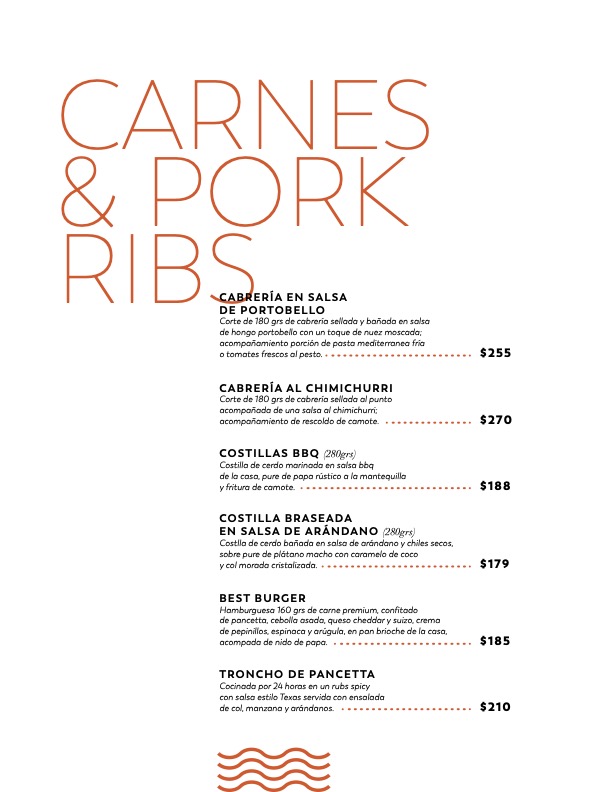 CARNES
& PORK
RIBS
CABRERÍA EN SALSA
DE PORTOBELLO
Corte de 180 grs de cabrería sellada y bañada en salsa
de hongo portobello con un toque de nuez moscada;
acompañamiento porción de pasta mediterranea fría
o tomates frescos al pesto. $255
CABRERÍA AL CHIMICHURRI
Corte de 180 grs de cabrería sellada al punto
acompañada de una salsa al chimichurri;
acompañamiento de rescoldo de camote. $270
COSTILLAS BBQ (280grs)
Costilla de cerdo marinada en salsa bbq
de la casa, pure de papa rústico a la mantequilla
y fritura de camote. $188
COSTILLA BRASEADA
EN SALSA DE ARÁNDANO (280grs)
Costlla de cerdo bañada en salsa de arándano y chiles secos,
sobre pure de plátano macho con caramelo de coco
y col morada cristalizada. $179
BEST BURGER
Hamburguesa 160 grs de carne premium, confitado
de pancetta, cebolla asada, queso cheddar y suizo, crema
de pepinillos, espinaca y arúgula, en pan brioche de la casa,
acompada de nido de papa. $185
TRONCHO DE PANCETTA
Cocinada por 24 horas en un rubs spicy
con salsa estilo Texas servida con ensalada
de col, manzana y arándanos. $210